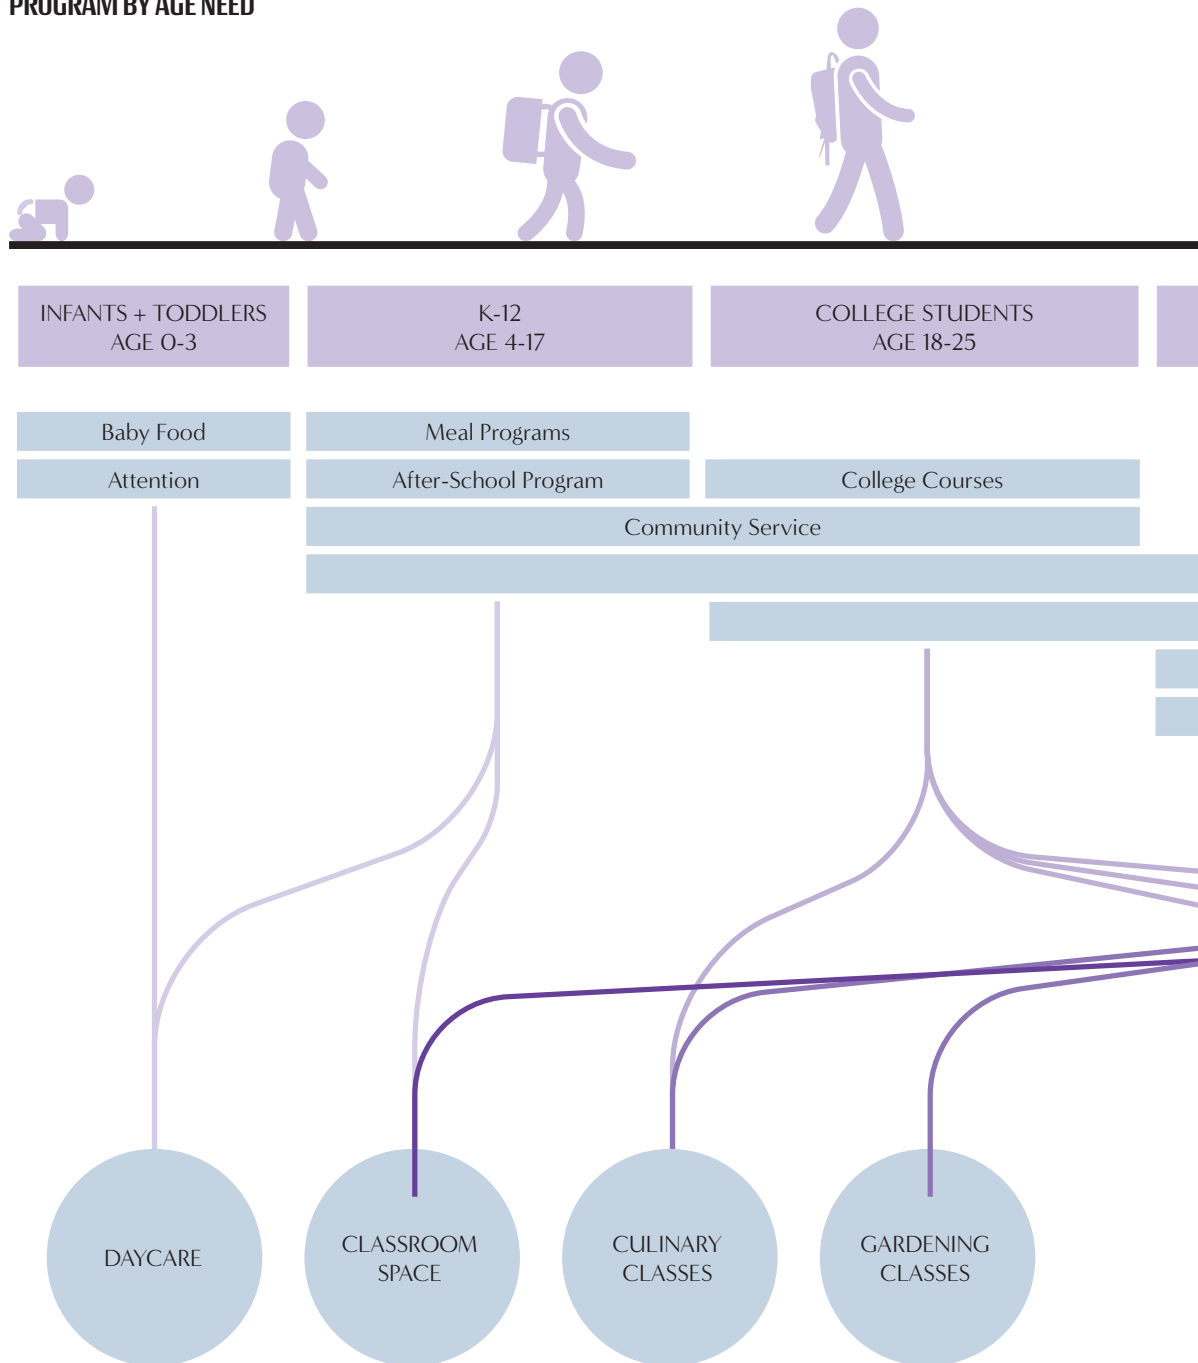 PROGRAM BY AGE NEED
INFANTS + TODDLERS
AGE 0-3
K-12
AGE 4-17
COLLEGE STUDENTS
AGE 18-25
Baby Food
Meal Programs
Attention
After-School Program
College Courses
Community Service
DAYCARE
CLASSROOM
SPACE
CULINARY
CLASSES
GARDENING
CLASSES